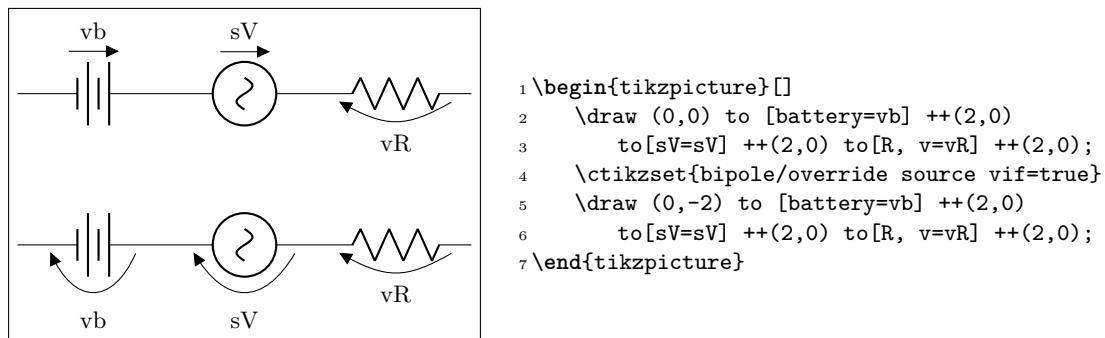 vb sV
vR
vb sV vR
1 \begin{tikzpicture}[]
2 \draw (0,0) to [battery=vb] ++(2,0)
3 to[sV=sV] ++(2,0) to[R, v=vR] ++(2,0);
4 \ctikzset{bipole/override source vif=true}
5 \draw (0,-2) to [battery=vb] ++(2,0)
6 to[sV=sV] ++(2,0) to[R, v=vR] ++(2,0);
7 \end{tikzpicture}